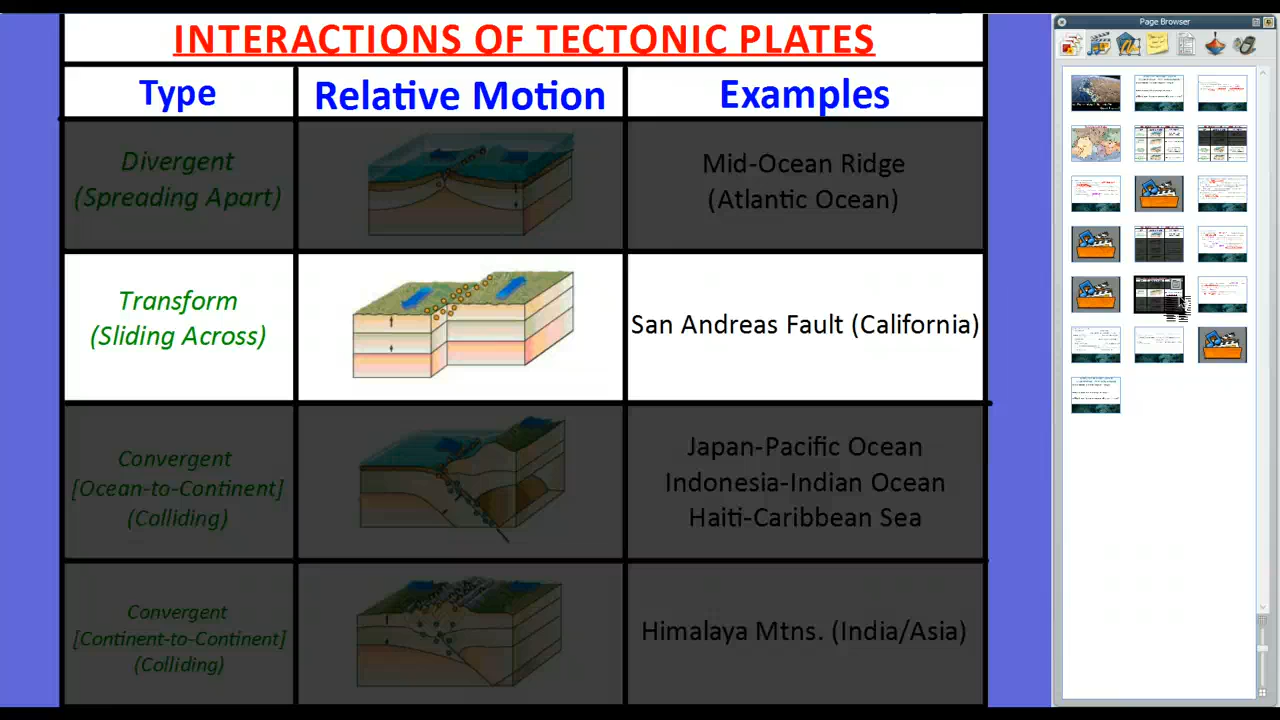 INTERACTIONS OF TECTONIC PLATES
Type
Relative Motion
Examples
Divergent
(Spreading Apart)
Mid-Ocean Ridge
(Atlantic Ocean)
Transform
(Sliding Across)
San Andreas Fault (California)
Convergent
[Ocean-to-Continent]
(Colliding)
Japan-Pacific Ocean
Indonesia-Indian Ocean
Haiti-Caribbean Sea
Convergent
[Continent-to-Continent]
(Colliding)
Himalaya Mtns. (India/Asia)
Page Browser